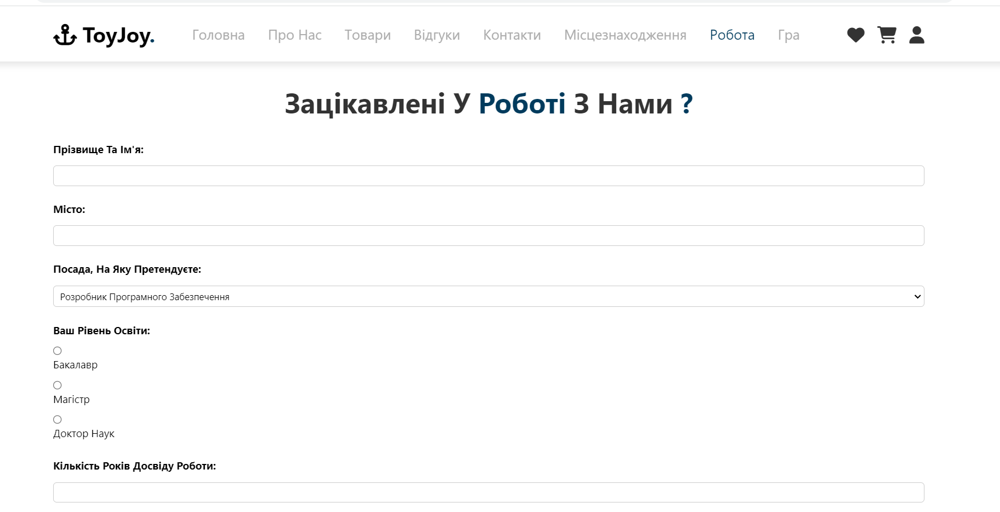 ToyJoy. Головна Про Нас Товари Відгуки Контакти Місцезнаходження Робота Гра
Зацікавлені У Роботі З Нами ?
Прізвище Та Ім'я:
Місто:
Посада, На Яку Претендуєте:
Розробник Програмного Забезпечення
Ваш Рівень Освіти:
Бакалавр
Магістр
Доктор Наук
Кількість Років Досвіду Роботи: